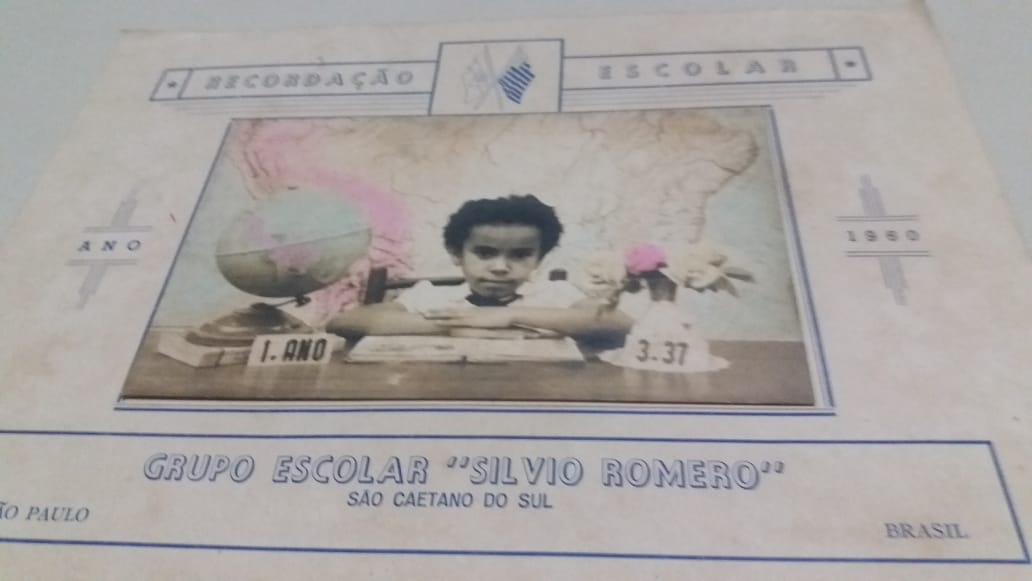 RECORDAÇÃO ESCOLAR
ANO 1960
1. ANO 3-37
GRUPO ESCOLAR "SILVIO ROMERO"
SÃO CAETANO DO SUL
ÃO PAULO BRASIL